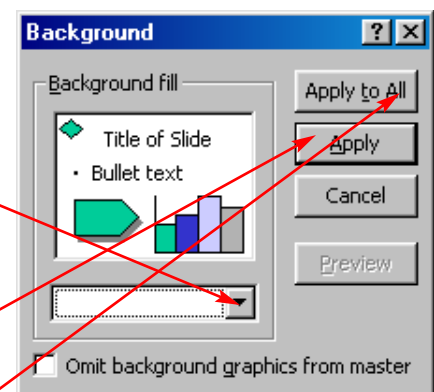 Background
Background fill
Title of Slide
• Bullet text
Apply to All
Apply
Cancel
Preview
Omit background graphics from master